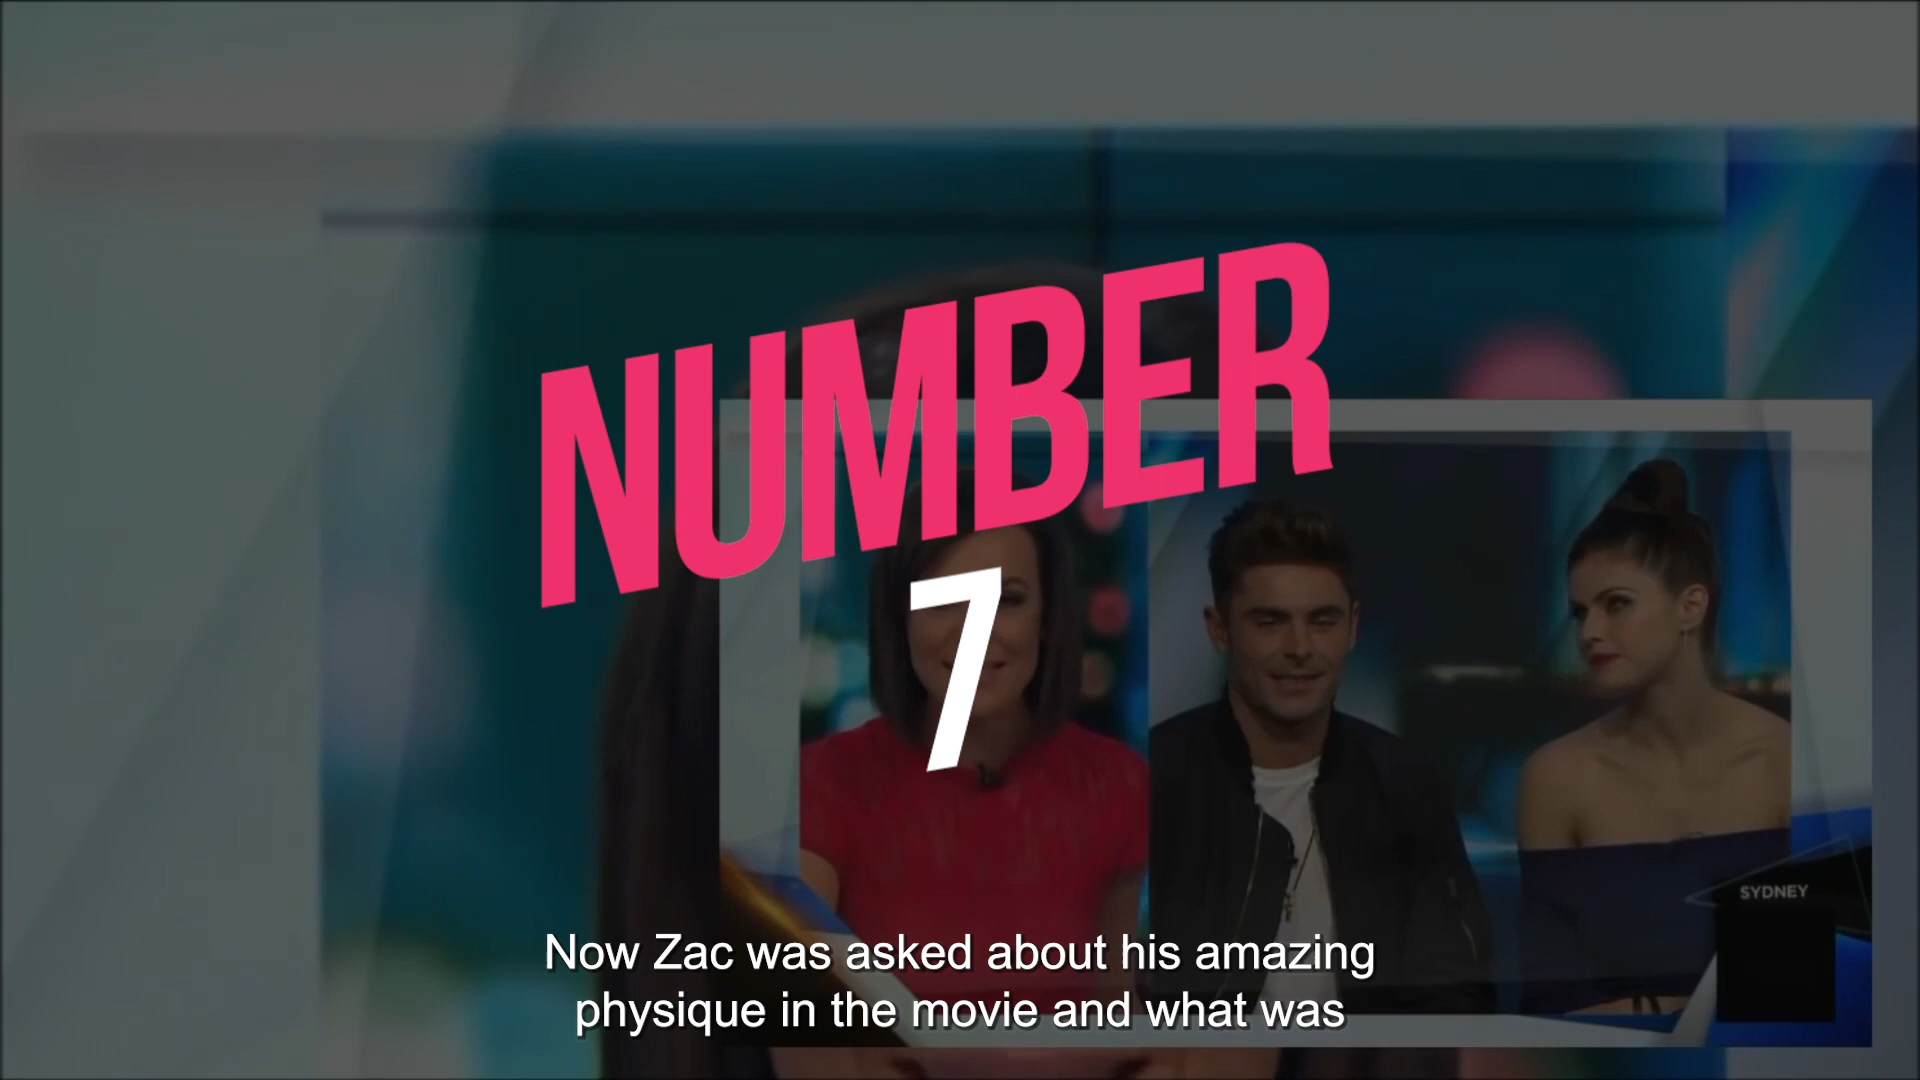 NUMBER
7
SYDNEY
Now Zac was asked about his amazing
physique in the movie and what was